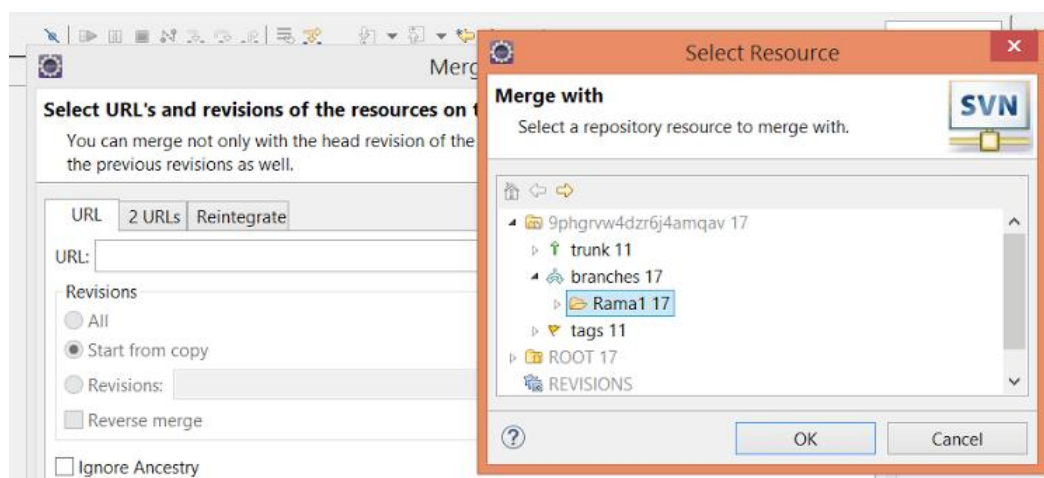 Merg
Select URL's and revisions of the resources on t
You can merge not only with the head revision of the
the previous revisions as well.
URL
2 URLs
Reintegrate
URL:
Revisions
All
Start from copy
Revisions:
Reverse merge
Ignore Ancestry
Select Resource
Merge with
Select a repository resource to merge with.
SVN
9phgrvw4dzr6j4amqav 17
trunk 11
branches 17
Rama1 17
tags 11
ROOT 17
REVISIONS
?
OK
Cancel